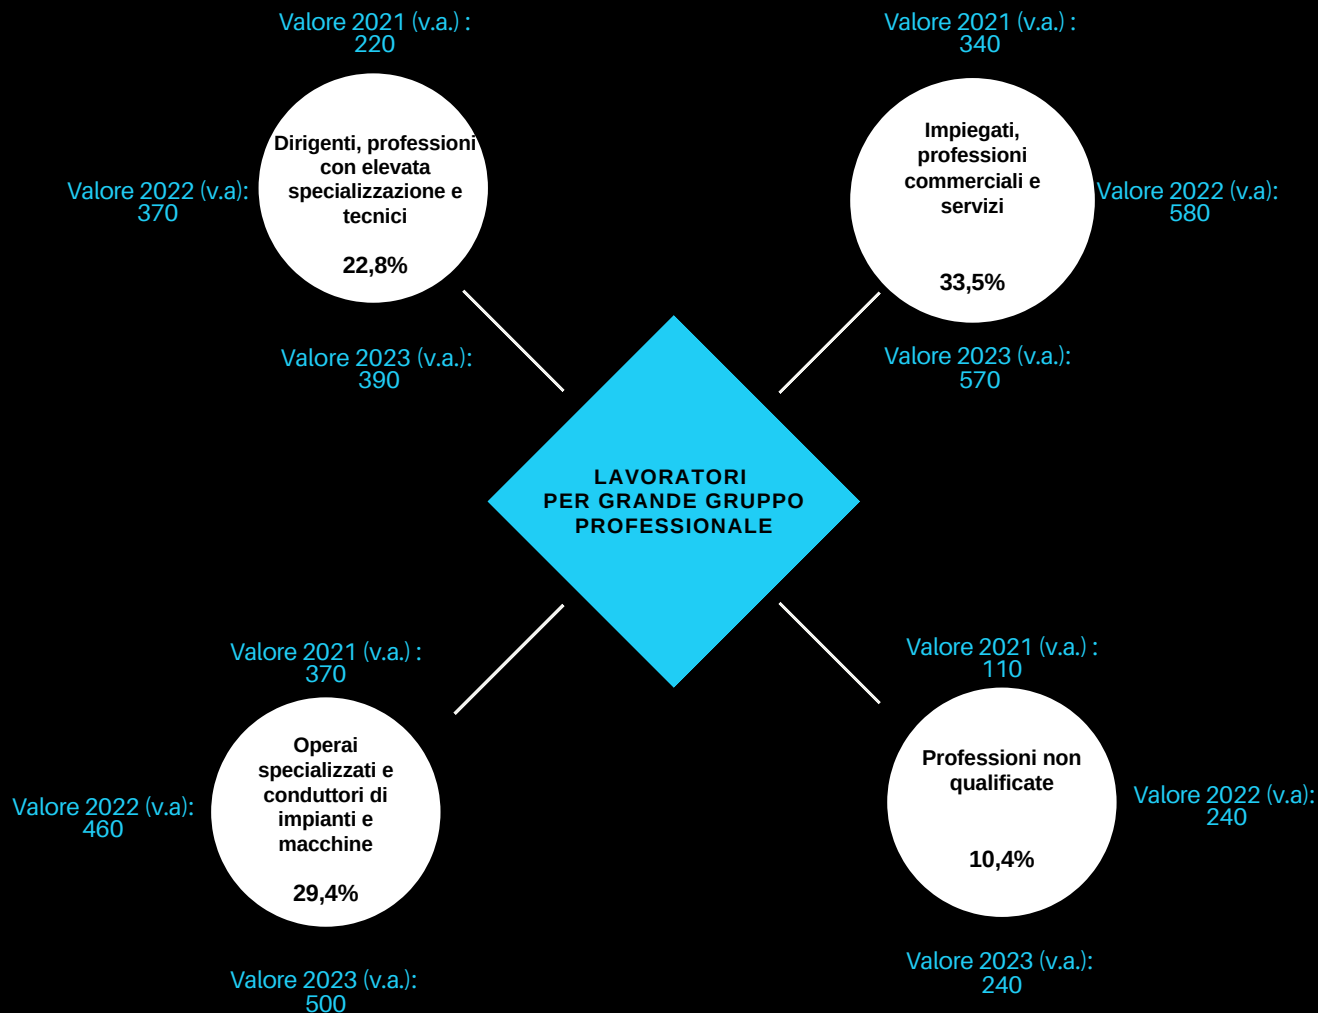 Valore 2021 (v.a.) :
220
Dirigenti, professioni
con elevata
specializzazione e
tecnici
22,8%
Valore 2022 (v.a):
370
Valore 2023 (v.a.):
390
Valore 2021 (v.a.) :
340
Impiegati,
professioni
commerciali e
servizi
33,5%
Valore 2022 (v.a):
580
Valore 2023 (v.a.):
570
LAVORATORI
PER GRANDE GRUPPO
PROFESSIONALE
Valore 2021 (v.a.) :
370
Operai
specializzati e
conduttori di
impianti e
macchine
29,4%
Valore 2022 (v.a):
460
Valore 2023 (v.a.):
500
Valore 2021 (v.a.) :
110
Professioni non
qualificate
10,4%
Valore 2022 (v.a):
240
Valore 2023 (v.a.):
240